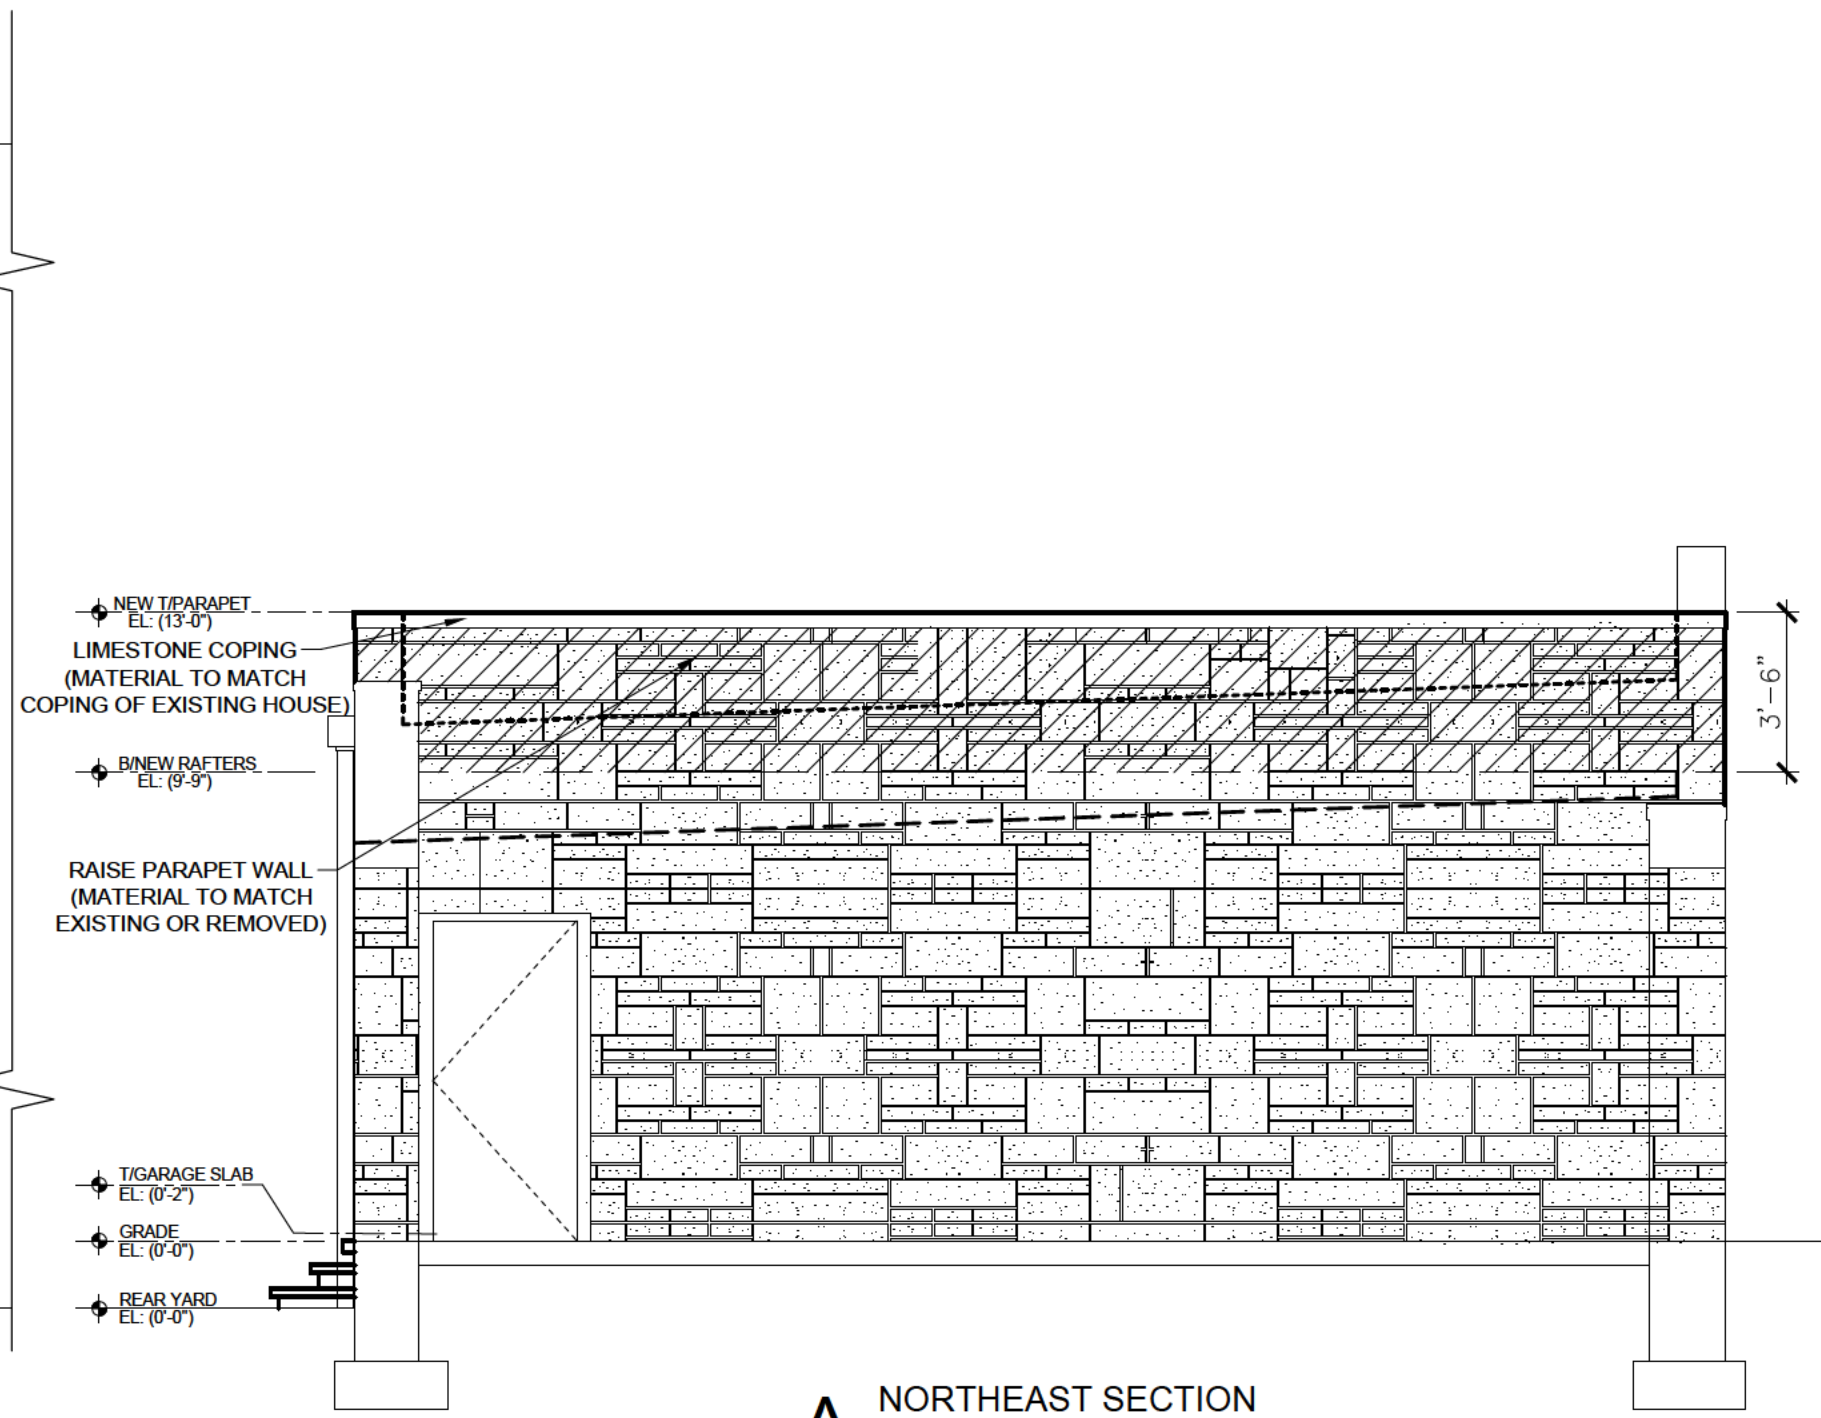 NEW T/PARAPET
EL: (13'-0")
LIMESTONE COPING
(MATERIAL TO MATCH
COPING OF EXISTING HOUSE)
3'-6"
B/NEW RAFTERS
EL: (9'-9")
RAISE PARAPET WALL
(MATERIAL TO MATCH
EXISTING OR REMOVED)
T/GARAGE SLAB
EL: (0'-2")
GRADE
EL: (0'-0")
REAR YARD
EL: (0'-0")
A NORTHEAST SECTION